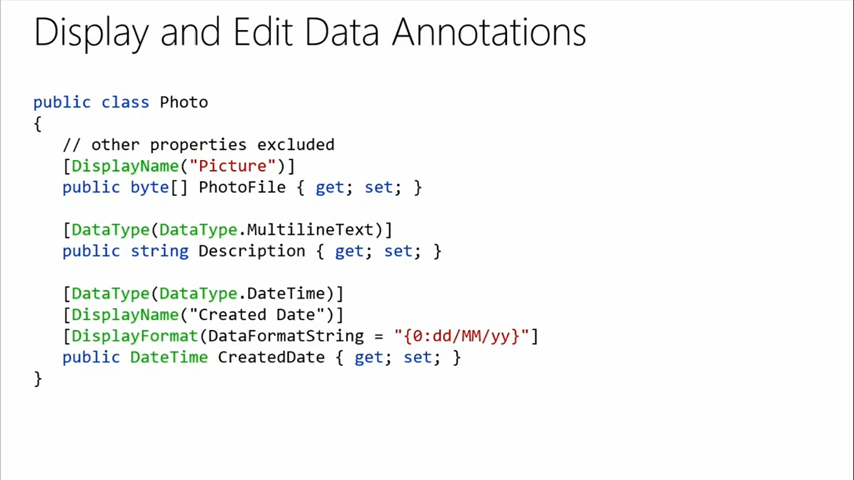 Display and Edit Data Annotations
public class Photo
{
// other properties excluded
[DisplayName("Picture")]
public byte[] PhotoFile { get; set; }
[DataType(DataType.MultilineText)]
public string Description { get; set; }
[DataType(DataType.DateTime)]
[DisplayName("Created Date")]
[DisplayFormat(DataFormatString = "{0:dd/MM/yy}"]
public DateTime CreatedDate { get; set; }
}